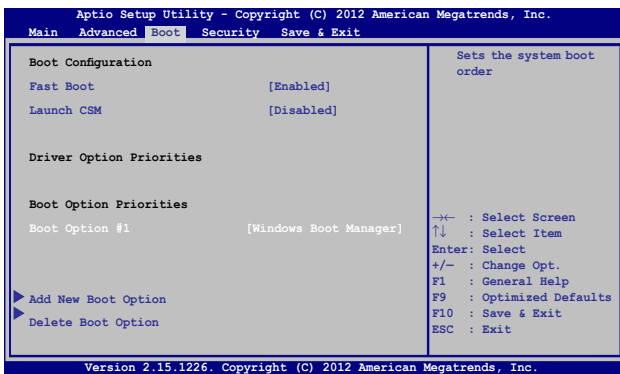 Aptio Setup Utility - Copyright (C) 2012 American Megatrends, Inc.
Main Advanced Boot Security Save & Exit
Boot Configuration
Fast Boot [Enabled]
Launch CSM [Disabled]
Driver Option Priorities
Boot Option Priorities
Boot Option #1 [Windows Boot Manager]
Add New Boot Option
Delete Boot Option
Sets the system boot
order
→← : Select Screen
↑↓ : Select Item
Enter: Select
+/— : Change Opt.
F1 : General Help
F9 : Optimized Defaults
F10 : Save & Exit
ESC : Exit
Version 2.15.1226. Copyright (C) 2012 American Megatrends, Inc.